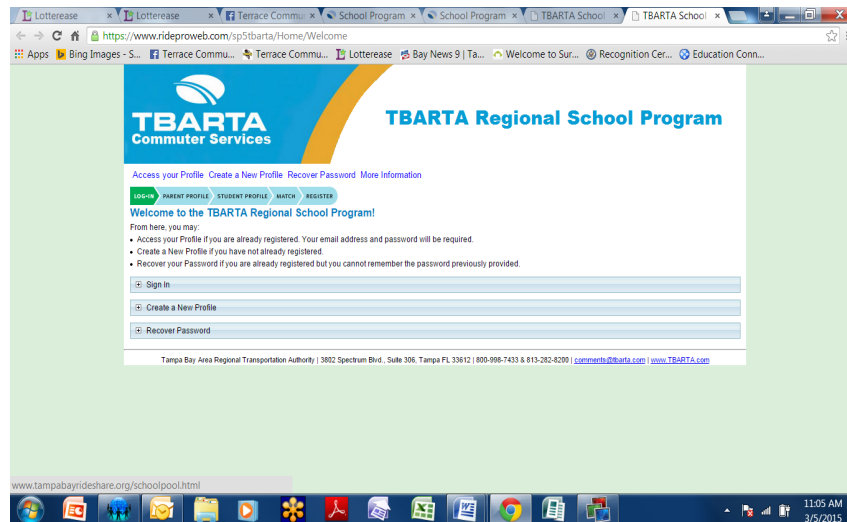 Lotterease
Lotterease
Terrace Commun
School Program
School Program
TBARTA School
TBARTA School
https://www.rideproweb.com/sp5tbarta/Home/Welcome
Apps Bing Images - S... Terrace Commu... Terrace Commu... Lotterease Bay News 9 | Ta... Welcome to Sur... Recognition Cer... Education Conn...
TBARTA
Commuter Services
TBARTA Regional School Program
Access your Profile Create a New Profile Recover Password More Information
LOG-IN PARENT PROFILE STUDENT PROFILE MATCH REGISTER
Welcome to the TBARTA Regional School Program!
From here, you may:
• Access your Profile if you are already registered. Your email address and password will be required.
• Create a New Profile if you have not already registered.
• Recover your Password if you are already registered but you cannot remember the password previously provided.
Sign In
Create a New Profile
Recover Password
Tampa Bay Area Regional Transportation Authority | 3802 Spectrum Blvd., Suite 306, Tampa FL 33612 | 800-998-7433 & 813-282-8200 | comments@tbarta.com | www.TBARTA.com
www.tampabayrideshare.org/schoolpool.html
11:05 AM
3/5/2015